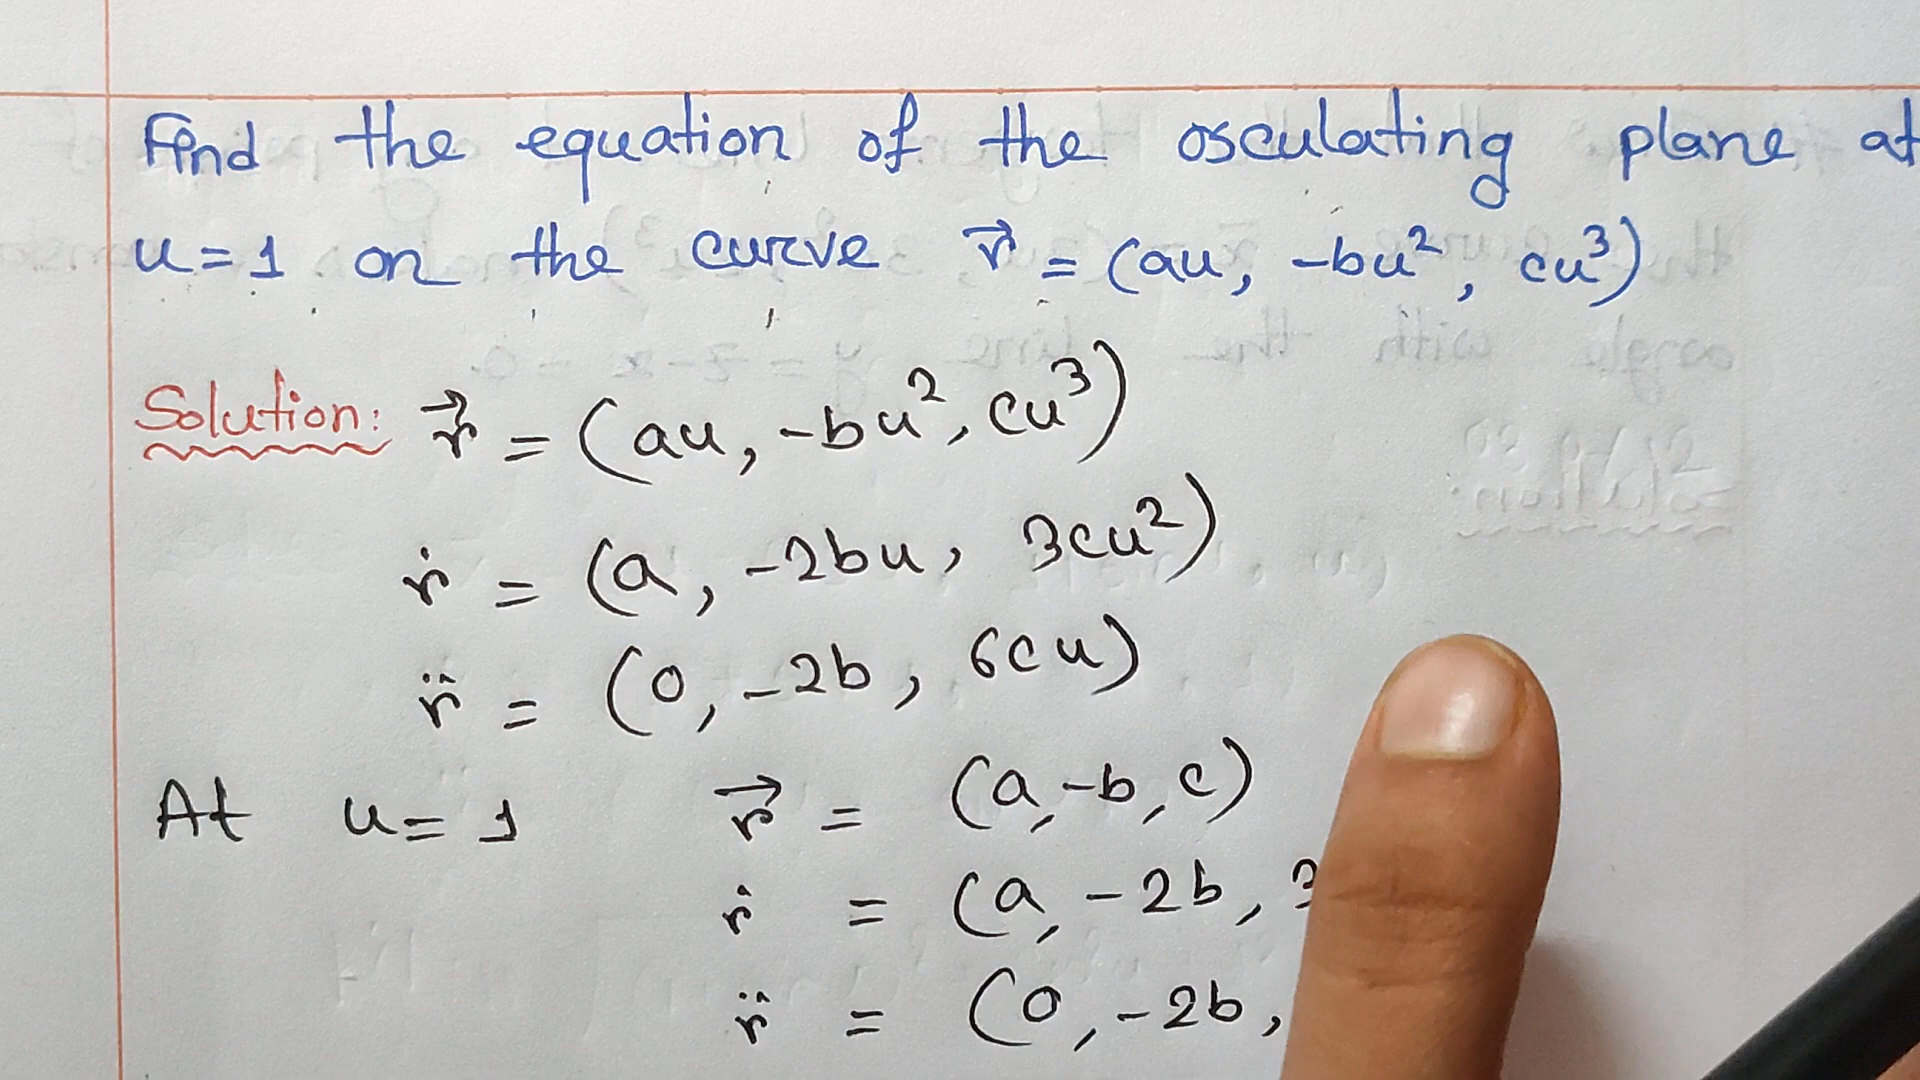 Find the equation of the osculating plane at
u = 1 on the curve r⃗ = (au, -bu², cu³)
Solution: r⃗ = (au, -bu², cu³)
ṙ = (a, -2bu, 3cu²)
r̈ = (0, -2b, 6cu)
At u = 1 r⃗ = (a, -b, c)
ṙ = (a, -2b, 3
r̈ = (0, -2b,